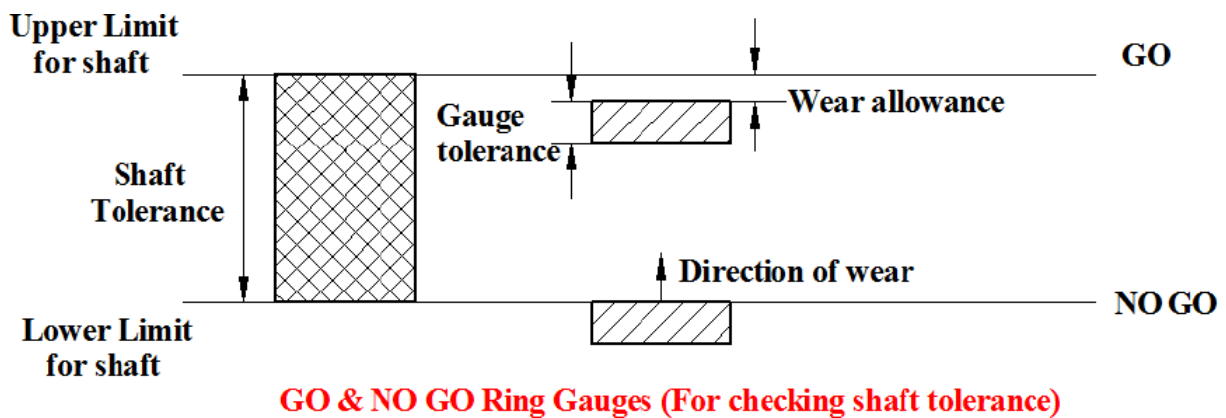 Upper Limit
for shaft
GO
Wear allowance
Gauge
tolerance
Shaft
Tolerance
Direction of wear
NO GO
Lower Limit
for shaft
GO & NO GO Ring Gauges (For checking shaft tolerance)